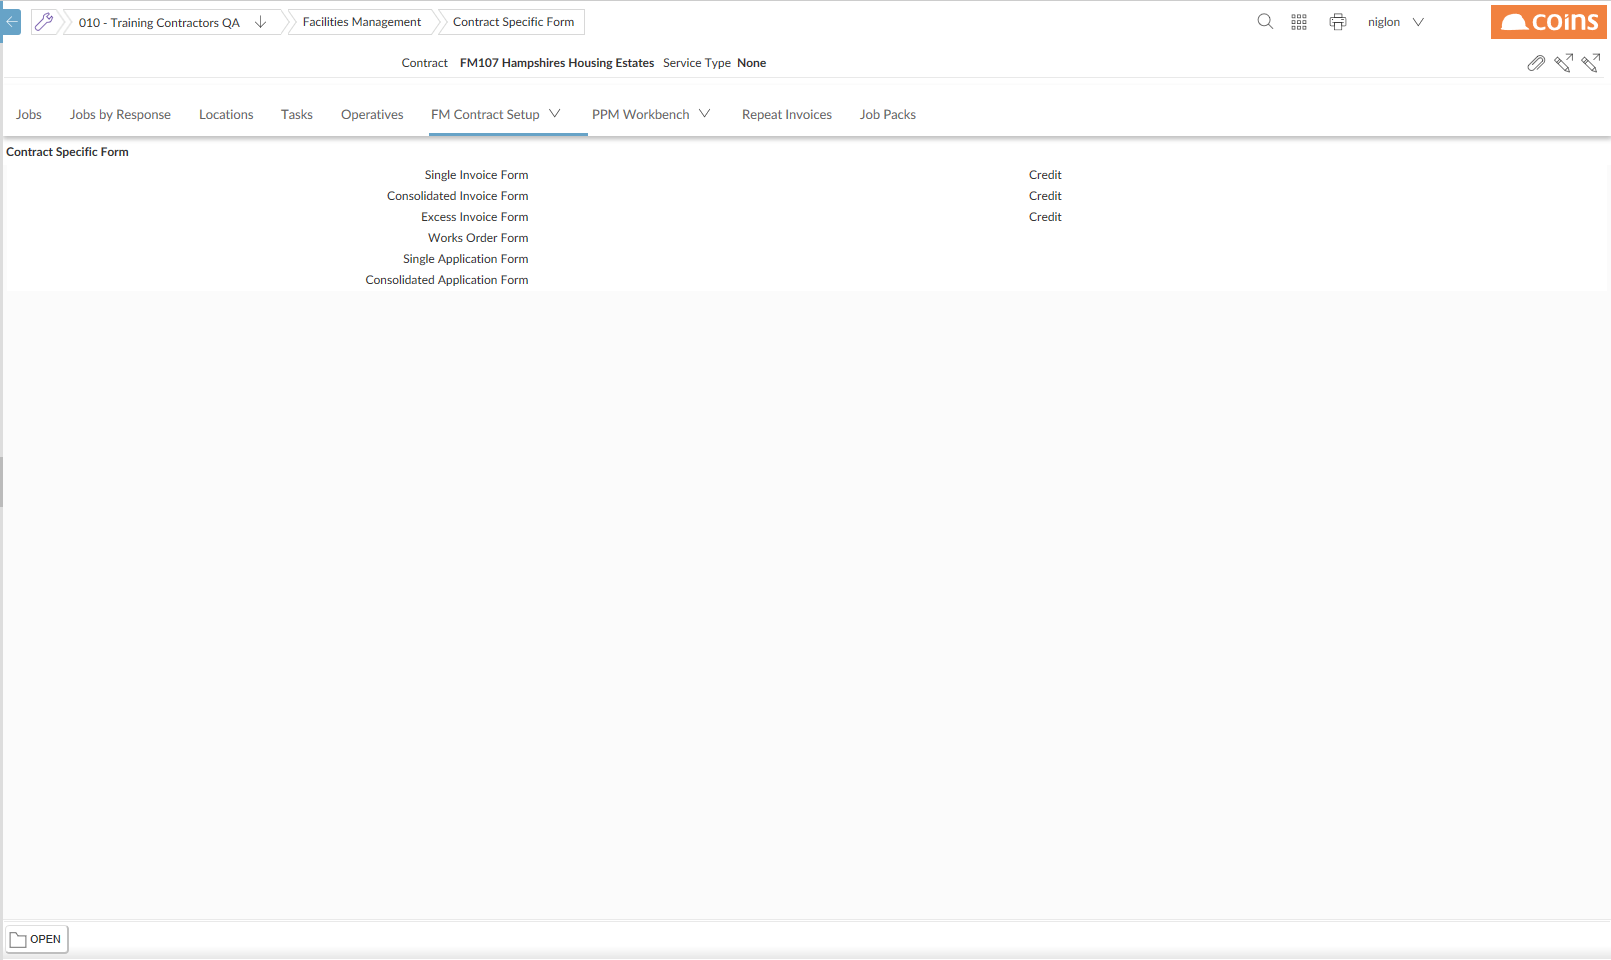 010 - Training Contractors QA Facilities Management Contract Specific Form niglon coins
Contract FM107 Hampshires Housing Estates Service Type None
Jobs Jobs by Response Locations Tasks Operatives FM Contract Setup PPM Workbench Repeat Invoices Job Packs
Contract Specific Form
Single Invoice Form Credit
Consolidated Invoice Form Credit
Excess Invoice Form Credit
Works Order Form
Single Application Form
Consolidated Application Form
OPEN